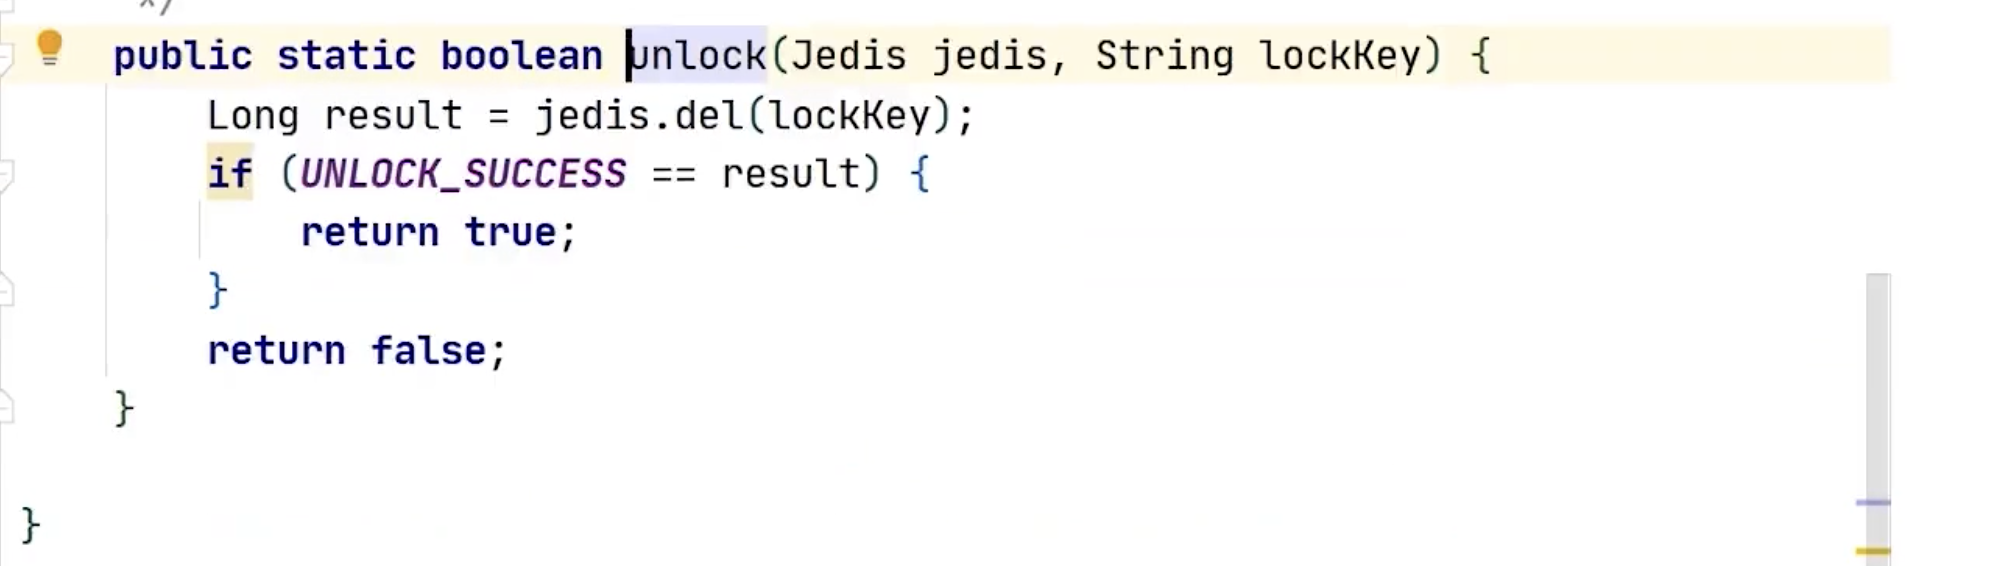 */
public static boolean unlock(Jedis jedis, String lockKey) {
Long result = jedis.del(lockKey);
if (UNLOCK_SUCCESS == result) {
return true;
}
return false;
}
}